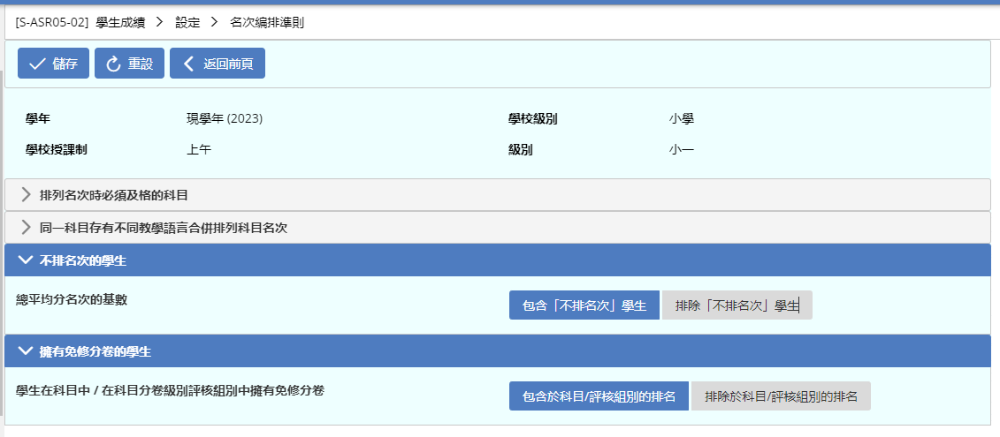 [S-ASR05-02] 學生成績 > 設定 > 名次編排準則
儲存 重設 返回前頁
學年 現學年 (2023) 學校級別 小學
學校授課制 上午 級別 小一
排列名次時必須及格的科目
同一科目存有不同教學語言合併排列科目名次
不排名次的學生
總平均分名次的基數 包含「不排名次」學生 排除「不排名次」學生
擁有免修分卷的學生
學生在科目中 / 在科目分卷級別評核組別中擁有免修分卷 包含於科目/評核組別的排名 排除於科目/評核組別的排名